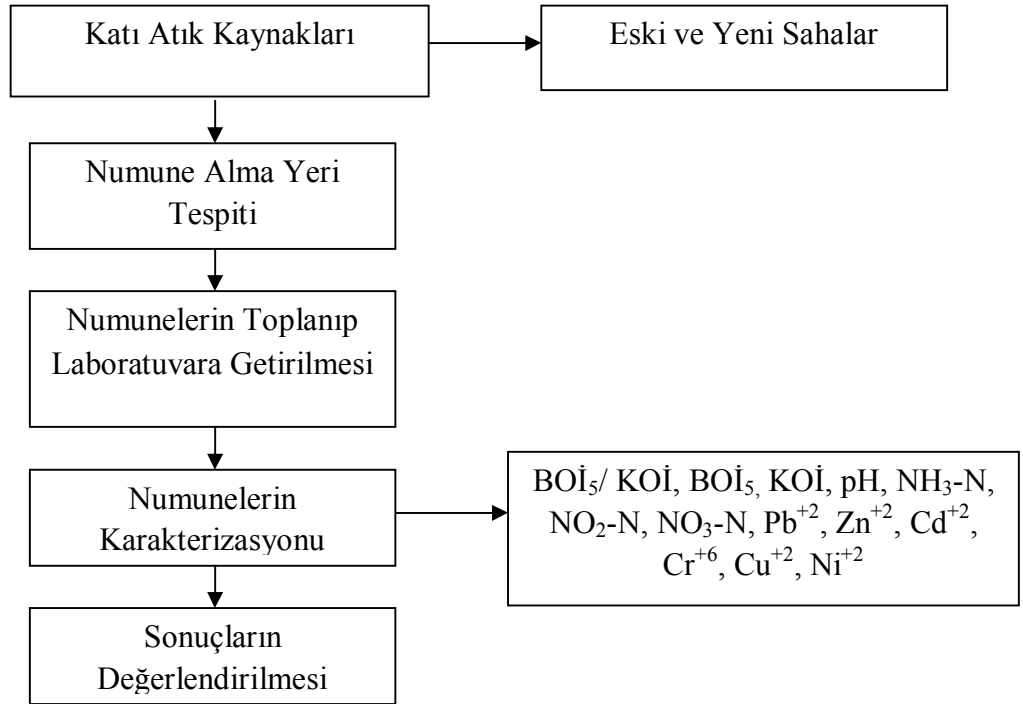 Katı Atık Kaynakları
Eski ve Yeni Sahalar
Numune Alma Yeri
Tespiti
Numunelerin Toplanıp
Laboratuvara Getirilmesi
Numunelerin
Karakterizasyonu
BOİ₅/ KOİ, BOİ₅, KOİ, pH, NH₃-N,
NO₂-N, NO₃-N, Pb⁺², Zn⁺², Cd⁺²,
Cr⁺⁶, Cu⁺², Ni⁺²
Sonuçların
Değerlendirilmesi